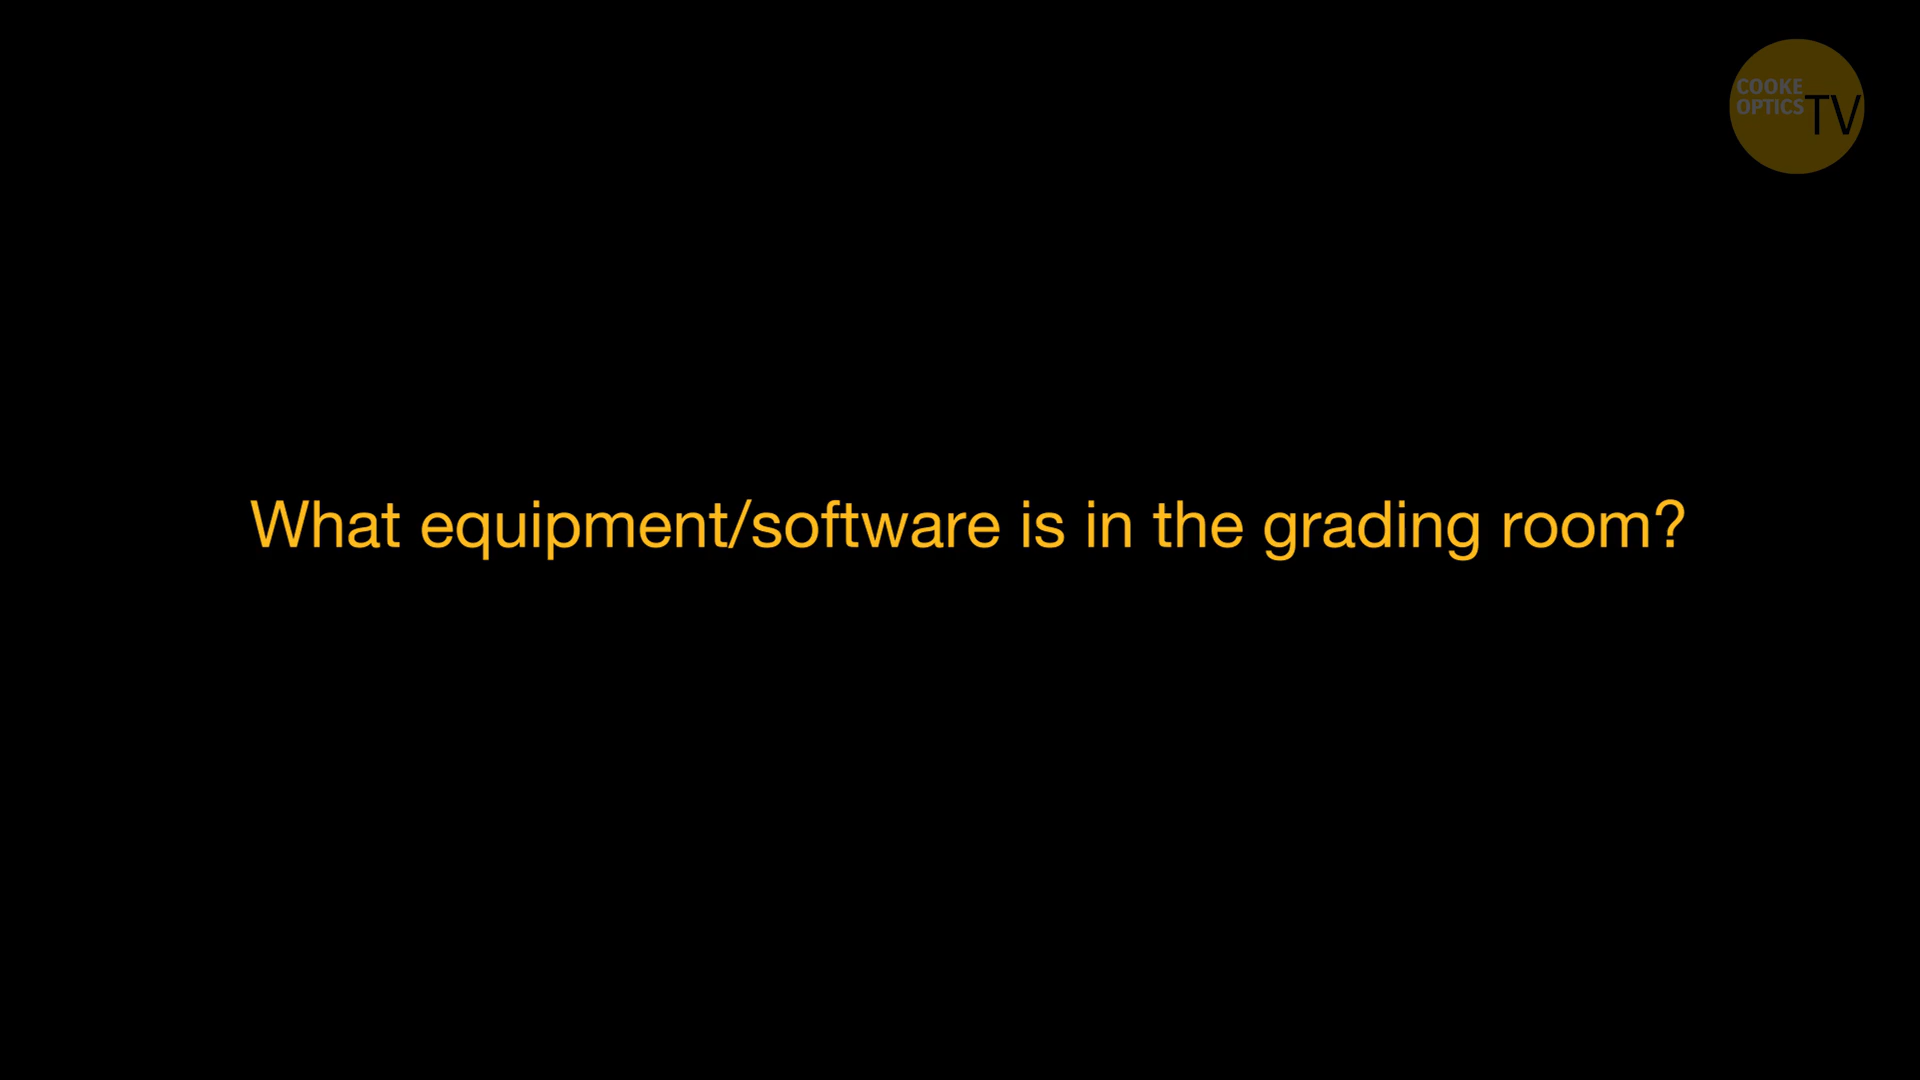 COOKE
OPTICS TV
What equipment/software is in the grading room?